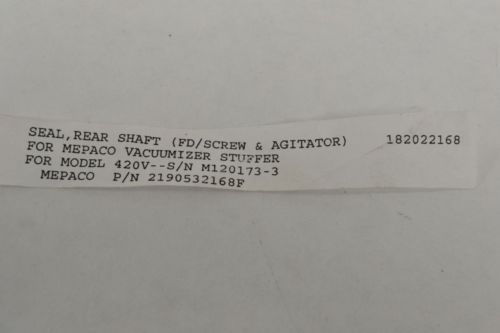 SEAL,REAR SHAFT (FD/SCREW & AGITATOR) 182022168
FOR MEPACO VACUUMIZER STUFFER
FOR MODEL 420V--S/N M120173-3
MEPACO P/N 2190532168F